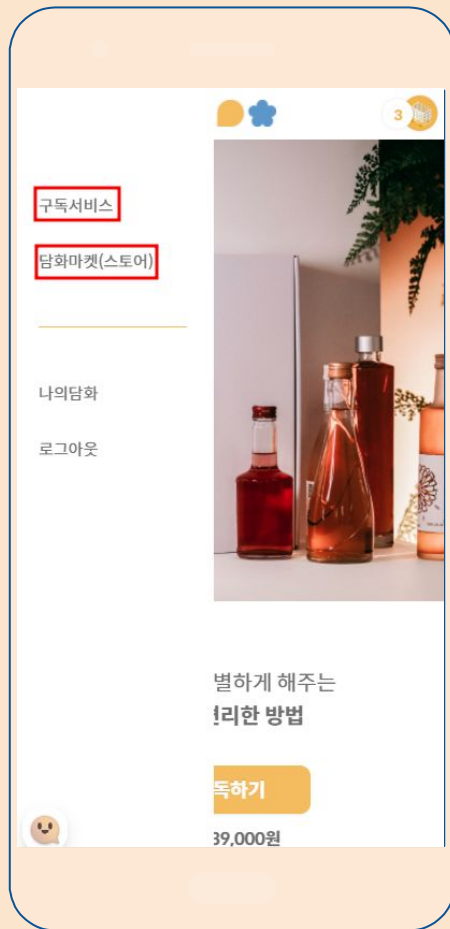 3
구독서비스
담화마켓(스토어)
나의담화
로그아웃
별하게 해주는
편리한 방법
독하기
39,000원